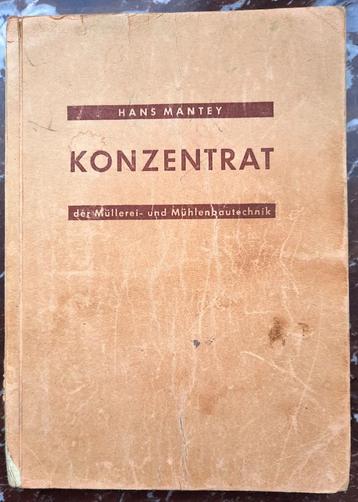 HANS MANTEY
KONZENTRAT
der Müllerei- und Mühlenbautechnik